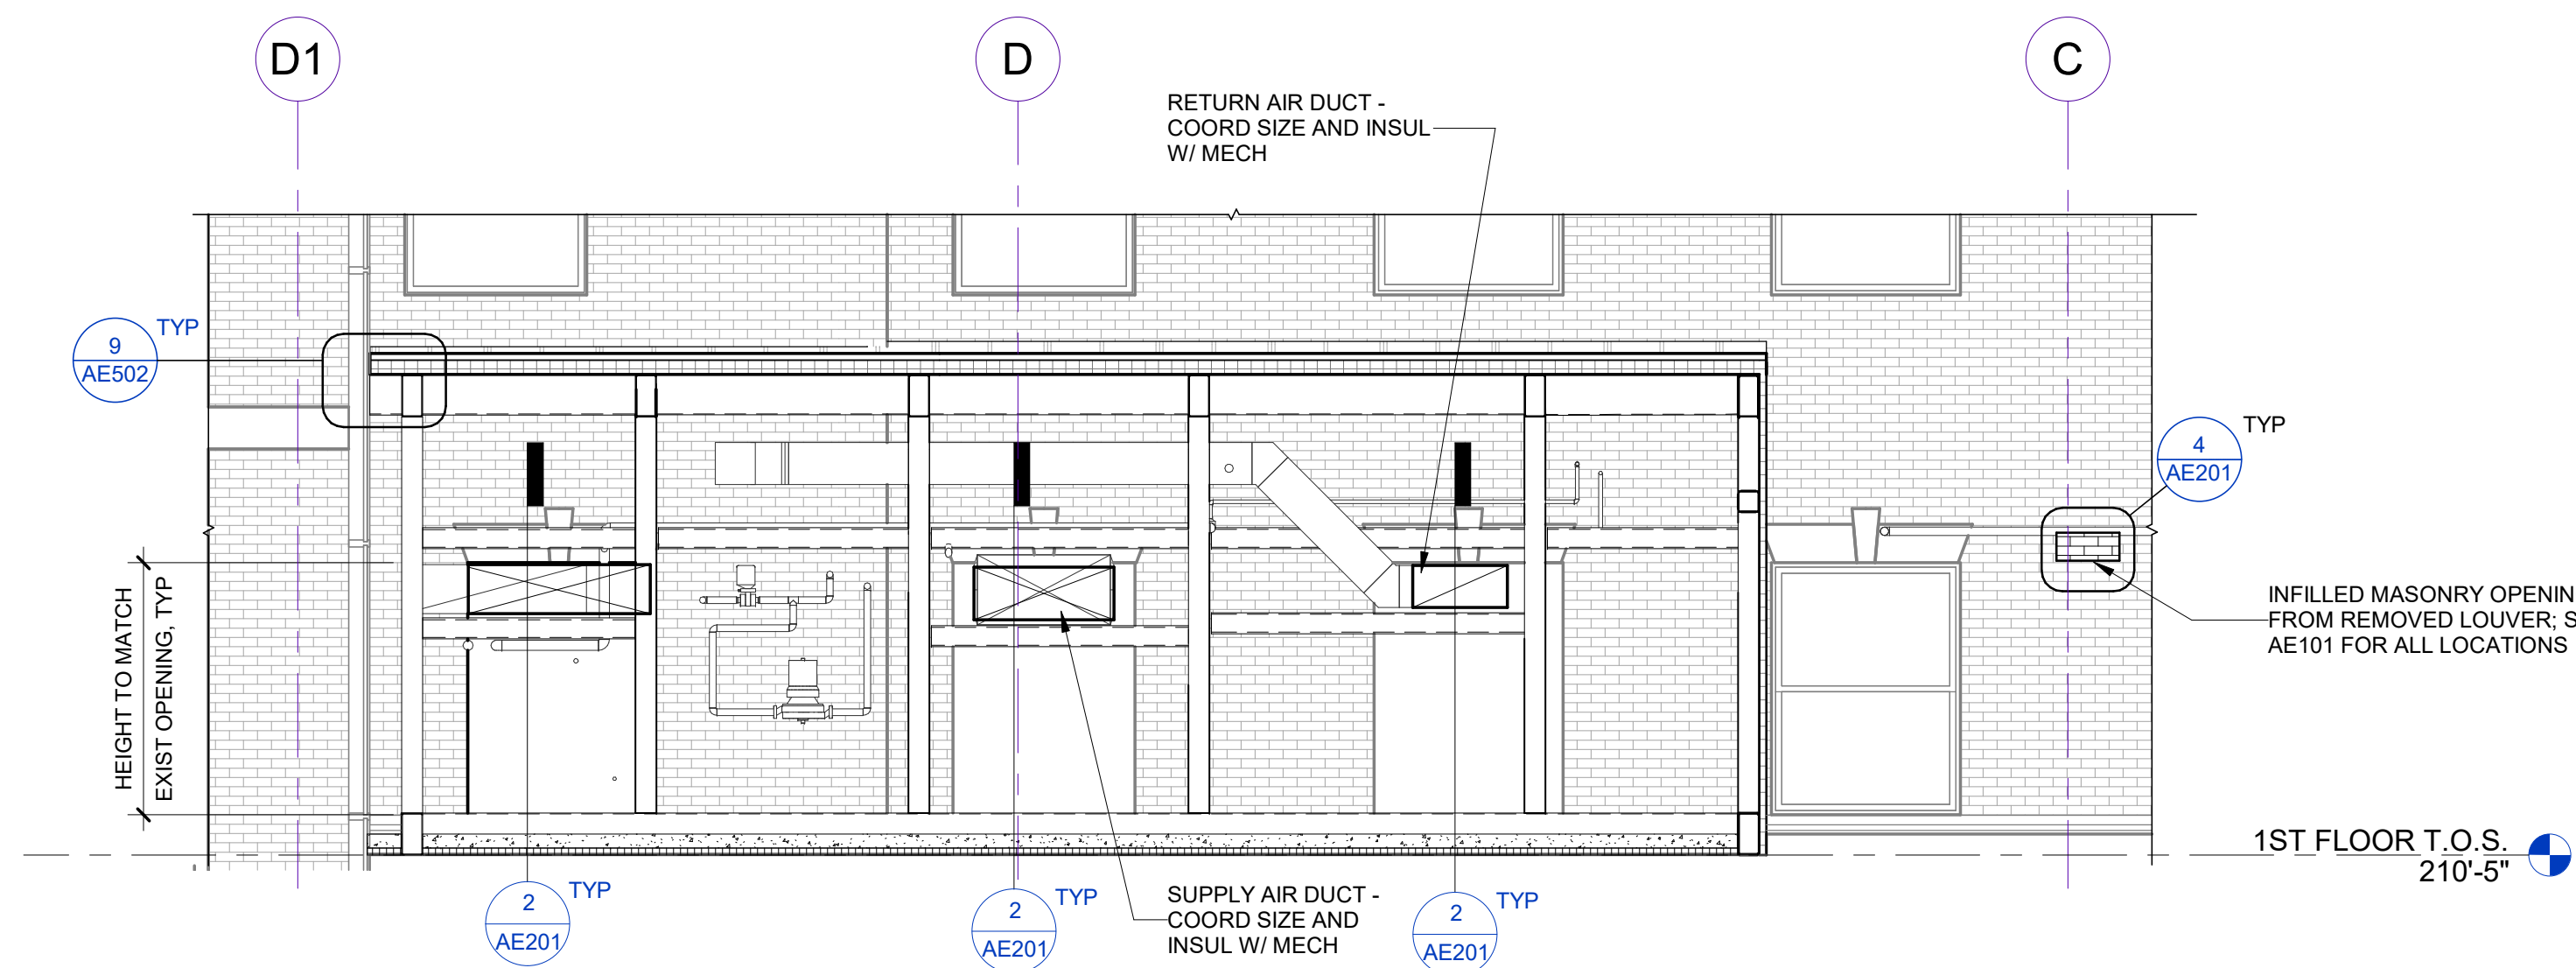 D1
D
C
RETURN AIR DUCT -
COORD SIZE AND INSUL
W/ MECH
9
AE502
TYP
4
AE201
TYP
HEIGHT TO MATCH
EXIST OPENING, TYP
INFILLED MASONRY OPENIN
FROM REMOVED LOUVER; S
AE101 FOR ALL LOCATIONS
1ST FLOOR T.O.S.
210'-5"
2
AE201
TYP
2
AE201
TYP
SUPPLY AIR DUCT -
COORD SIZE AND
INSUL W/ MECH
2
AE201
TYP